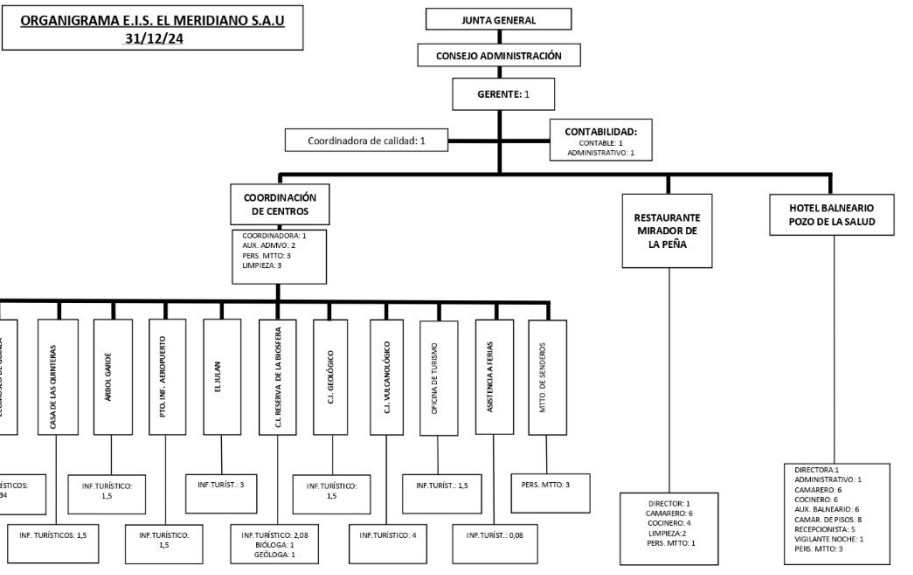 ORGANIGRAMA E.I.S. EL MERIDIANO S.A.U
31/12/24
JUNTA GENERAL
CONSEJO ADMINISTRACIÓN
GERENTE: 1
Coordinadora de calidad: 1
CONTABILIDAD:
CONTABLE: 1
ADMINISTRATIVO: 1
COORDINACIÓN
DE CENTROS
COORDINADORA: 1
AUX. ADMVO: 2
PERS. MTTO: 3
LIMPIEZA: 3
RESTAURANTE
MIRADOR DE
LA PEÑA
HOTEL BALNEARIO
POZO DE LA SALUD
CASA DE LAS QUINTERAS
ÁRBOL GAROÉ
PTO. INF. AEROPUERTO
EL JULAN
C.I. RESERVA DE LA BIOSFERA
C.I. GEOLÓGICO
C.I. VULCANOLÓGICO
OFICINA DE TURISMO
ASISTENCIA A FERIAS
MTTO. DE SENDEROS
INF. TURÍSTICOS: 1,5
INF.TURÍSTICO:
1,5
INF.TURÍSTICO:
1,5
INF.TURÍST.: 3
INF.TURÍSTICO: 2,08
BIÓLOGA: 1
GEÓLOGA: 1
INF.TURÍSTICO:
1,5
INF.TURÍSTICO: 4
INF.TURÍST.: 1,5
INF.TURÍST.: 0,08
PERS. MTTO: 3
DIRECTOR: 1
CAMARERO: 6
COCINERO: 4
LIMPIEZA:2
PERS. MTTO: 1
DIRECTORA:1
ADMINISTRATIVO: 1
CAMARERO: 6
COCINERO: 6
AUX. BALNEARIO: 6
CAMAR. DE PISOS: 8
RECEPCIONISTA: 5
VIGILANTE NOCHE: 1
PERS. MTTO: 3